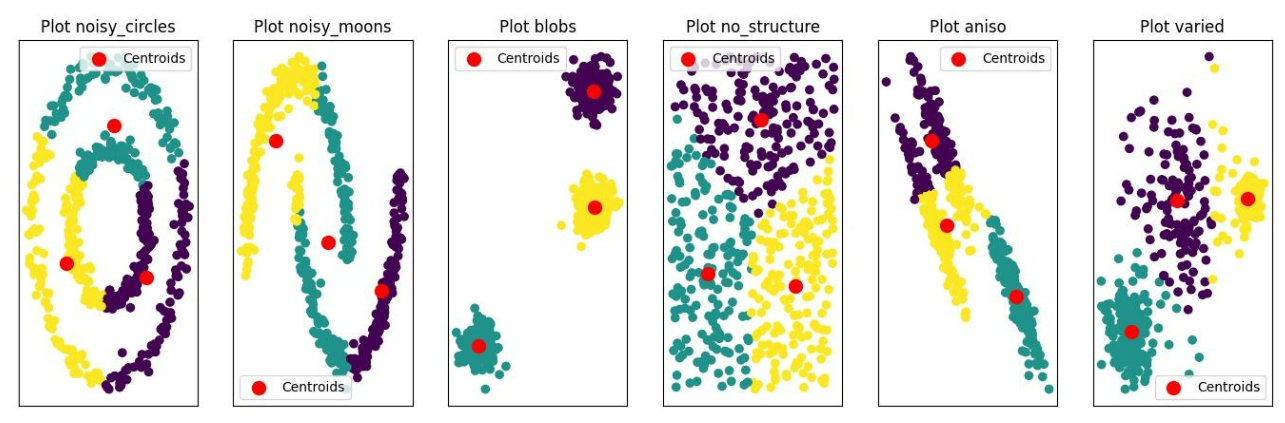 Plot noisy_circles
Centroids
Plot noisy_moons
Centroids
Plot blobs
Centroids
Plot no_structure
Centroids
Plot aniso
Centroids
Plot varied
Centroids